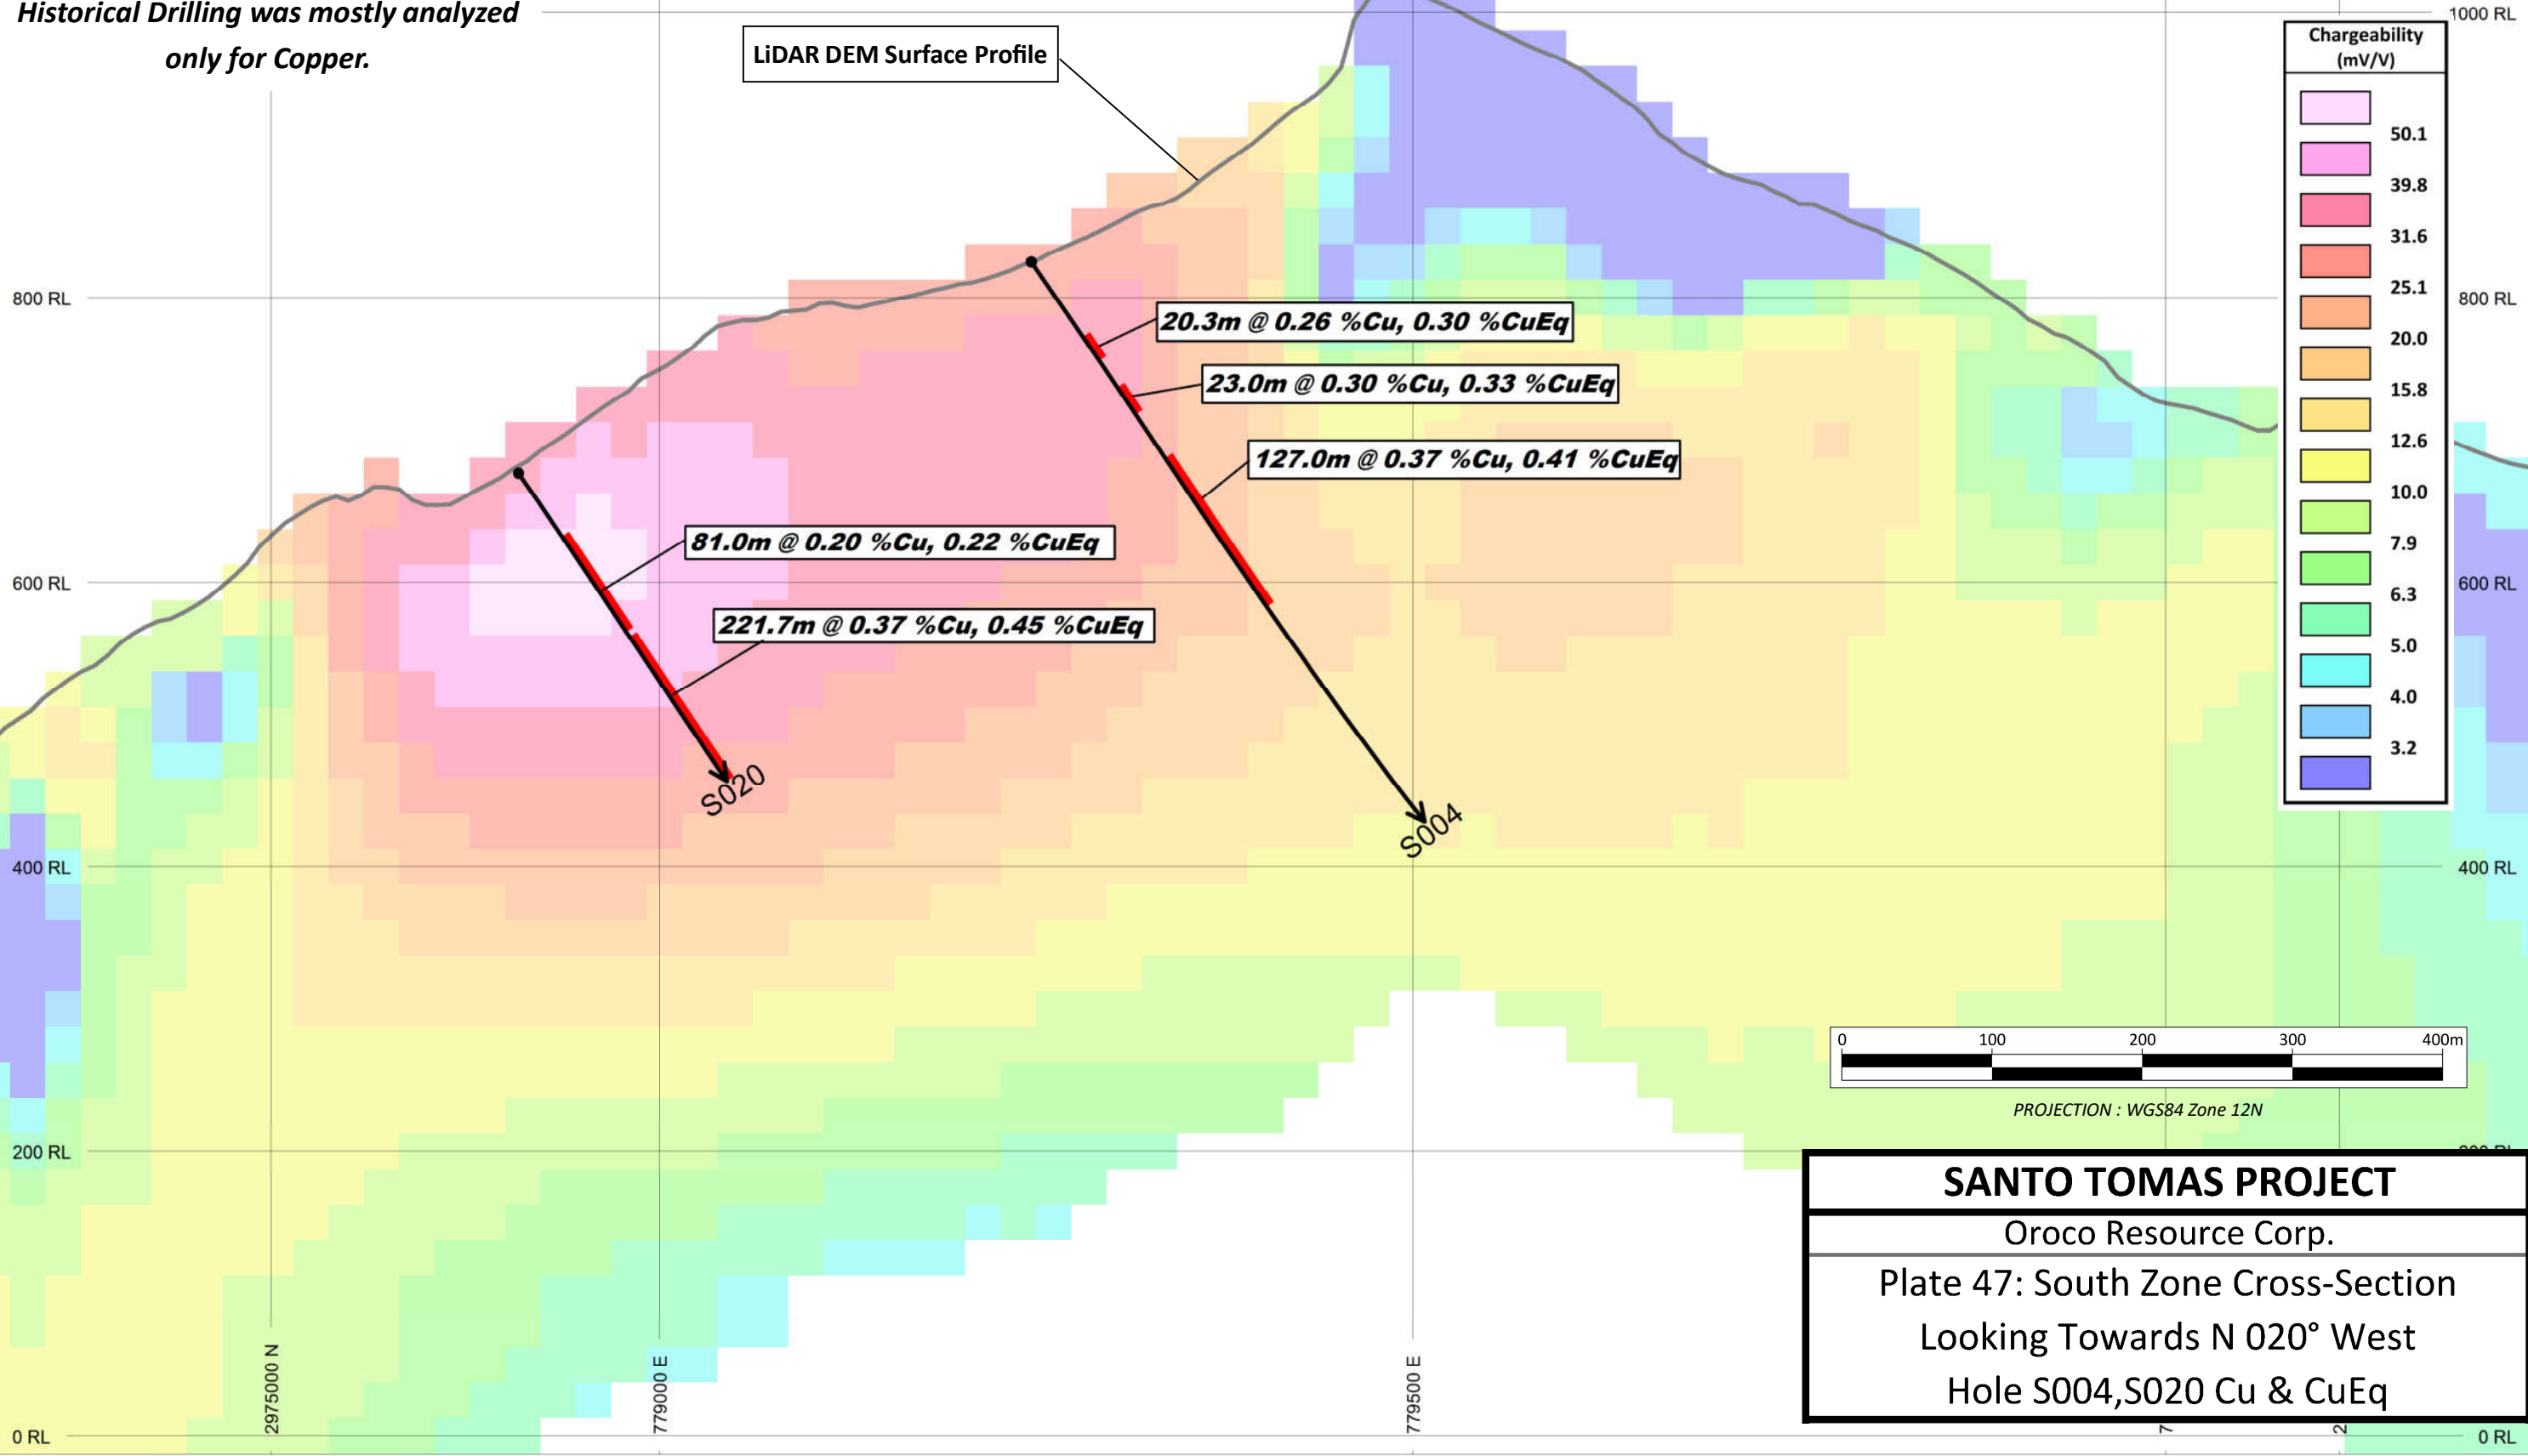 Historical Drilling was mostly analyzed
only for Copper.
LiDAR DEM Surface Profile
1000 RL
Chargeability
(mV/V)
50.1
39.8
31.6
25.1
20.0
15.8
12.6
10.0
7.9
6.3
5.0
4.0
3.2
800 RL
800 RL
20.3m @ 0.26 %Cu, 0.30 %CuEq
23.0m @ 0.30 %Cu, 0.33 %CuEq
127.0m @ 0.37 %Cu, 0.41 %CuEq
81.0m @ 0.20 %Cu, 0.22 %CuEq
600 RL
600 RL
221.7m @ 0.37 %Cu, 0.45 %CuEq
S020
S004
400 RL
400 RL
0 100 200 300 400m
PROJECTION : WGS84 Zone 12N
200 RL
SANTO TOMAS PROJECT
Oroco Resource Corp.
Plate 47: South Zone Cross-Section
Looking Towards N 020° West
Hole S004,S020 Cu & CuEq
2975000 N
779000 E
779500 E
7
2
0 RL
0 RL